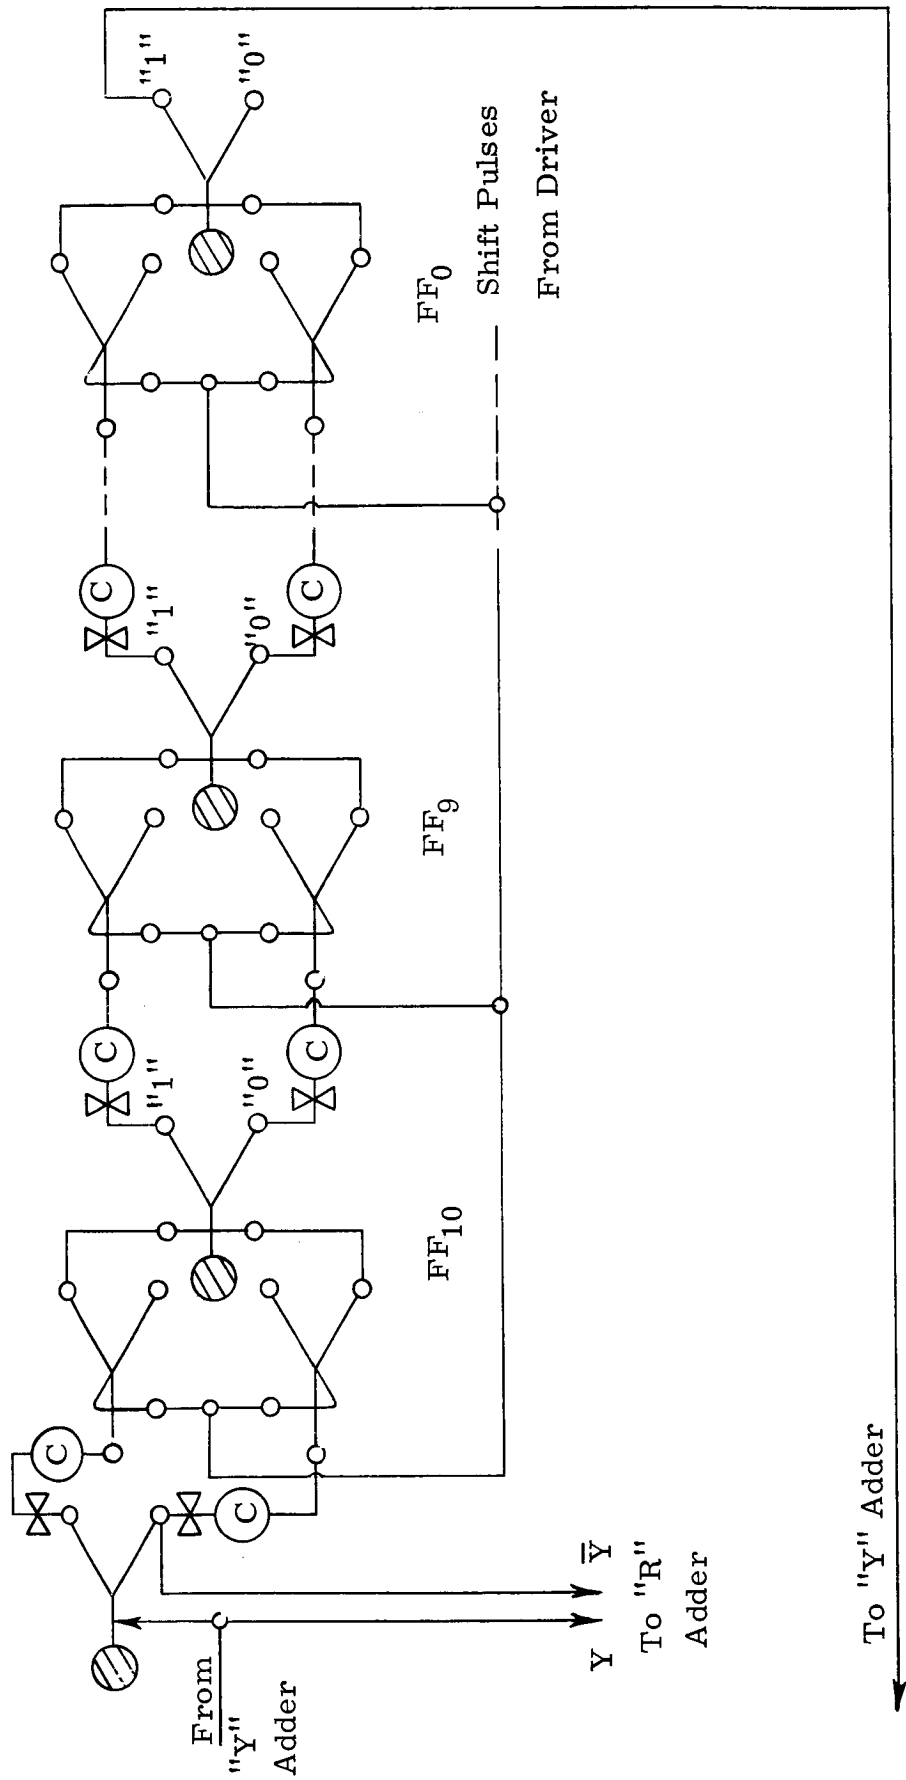 From
"Y"
Adder
Y
Y̅
To "R"
Adder
C
C
FF10
"1"
"0"
C
C
FF9
"1"
"0"
C
C
FF0
Shift Pulses
From Driver
"1"
"0"
To "Y" Adder